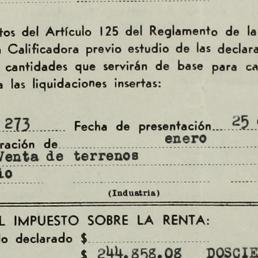 tos del Artículo 125 del Reglamento de la
Calificadora previo estudio de las declara
cantidades que servirán de base para ca
a las liquidaciones insertas:
273 Fecha de presentación 25
ración de enero
Venta de terrenos
io
(Industria)
L IMPUESTO SOBRE LA RENTA:
do declarado $
$ 244,858.08 DOSCIE